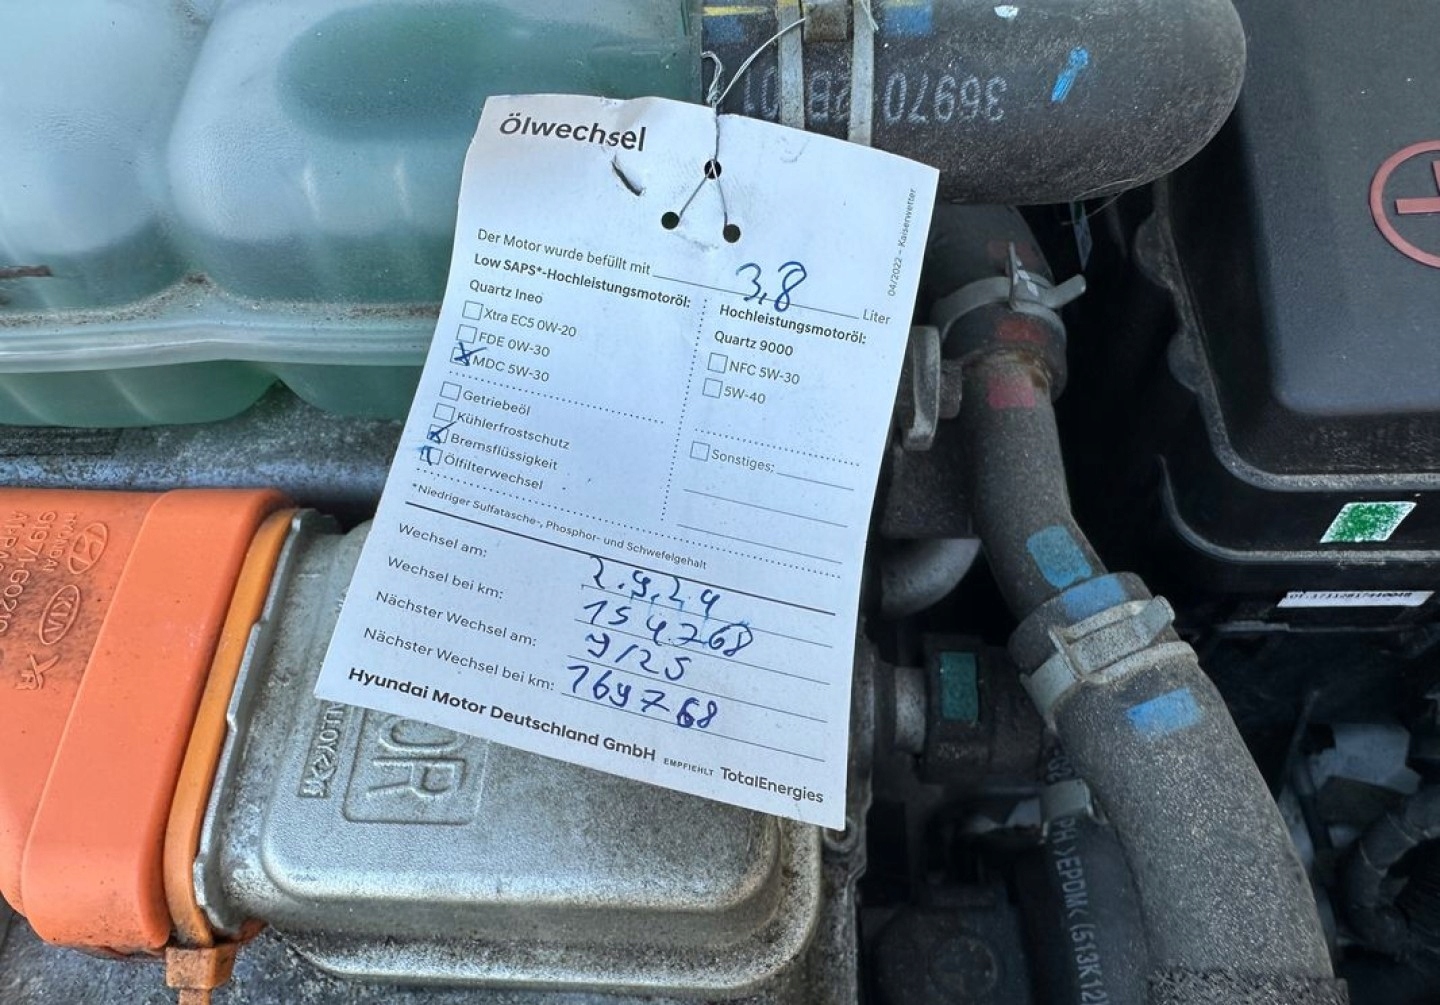 36970
Ölwechsel
04/2022 – Kaiserwetter
Der Motor wurde befüllt mit 3,8 Liter
Low SAPS*-Hochleistungsmotoröl:
Quartz Ineo
Xtra EC5 0W-20
FDE 0W-30
MDC 5W-30
Hochleistungsmotoröl:
Quartz 9000
NFC 5W-30
5W-40
Getriebeöl
Kühlerfrostschutz
Bremsflüssigkeit
Ölfilterwechsel
Sonstiges:
*Niedriger Sulfatasche-, Phosphor- und Schwefelgehalt
Wechsel am: 2.9.24
Wechsel bei km: 154768
Nächster Wechsel am: 9/25
Nächster Wechsel bei km: 169768
Hyundai Motor Deutschland GmbH EMPFIEHLT TotalEnergies
HYUNDAI
KIA